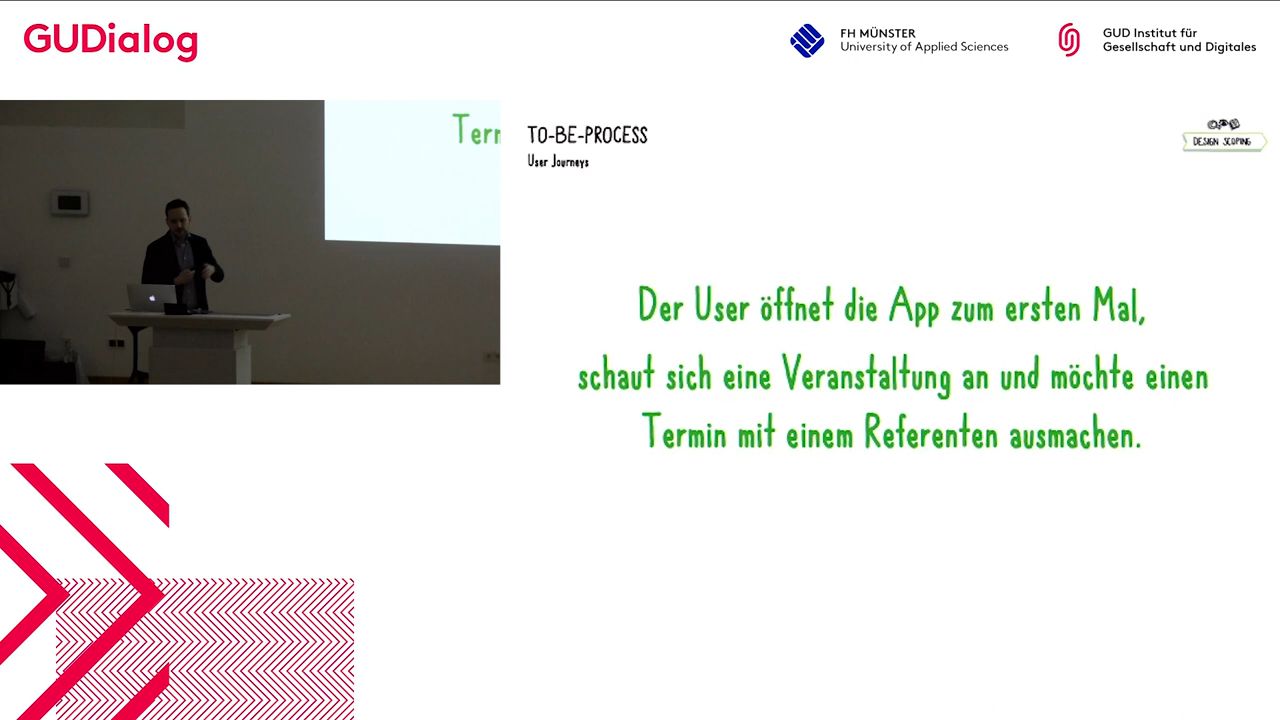 GUDialog
FH MÜNSTER
University of Applied Sciences
GUD Institut für
Gesellschaft und Digitales
Tern
TO-BE-PROCESS
User Journeys
DESIGN SCOPING
Der User öffnet die App zum ersten Mal,
schaut sich eine Veranstaltung an und möchte einen
Termin mit einem Referenten ausmachen.